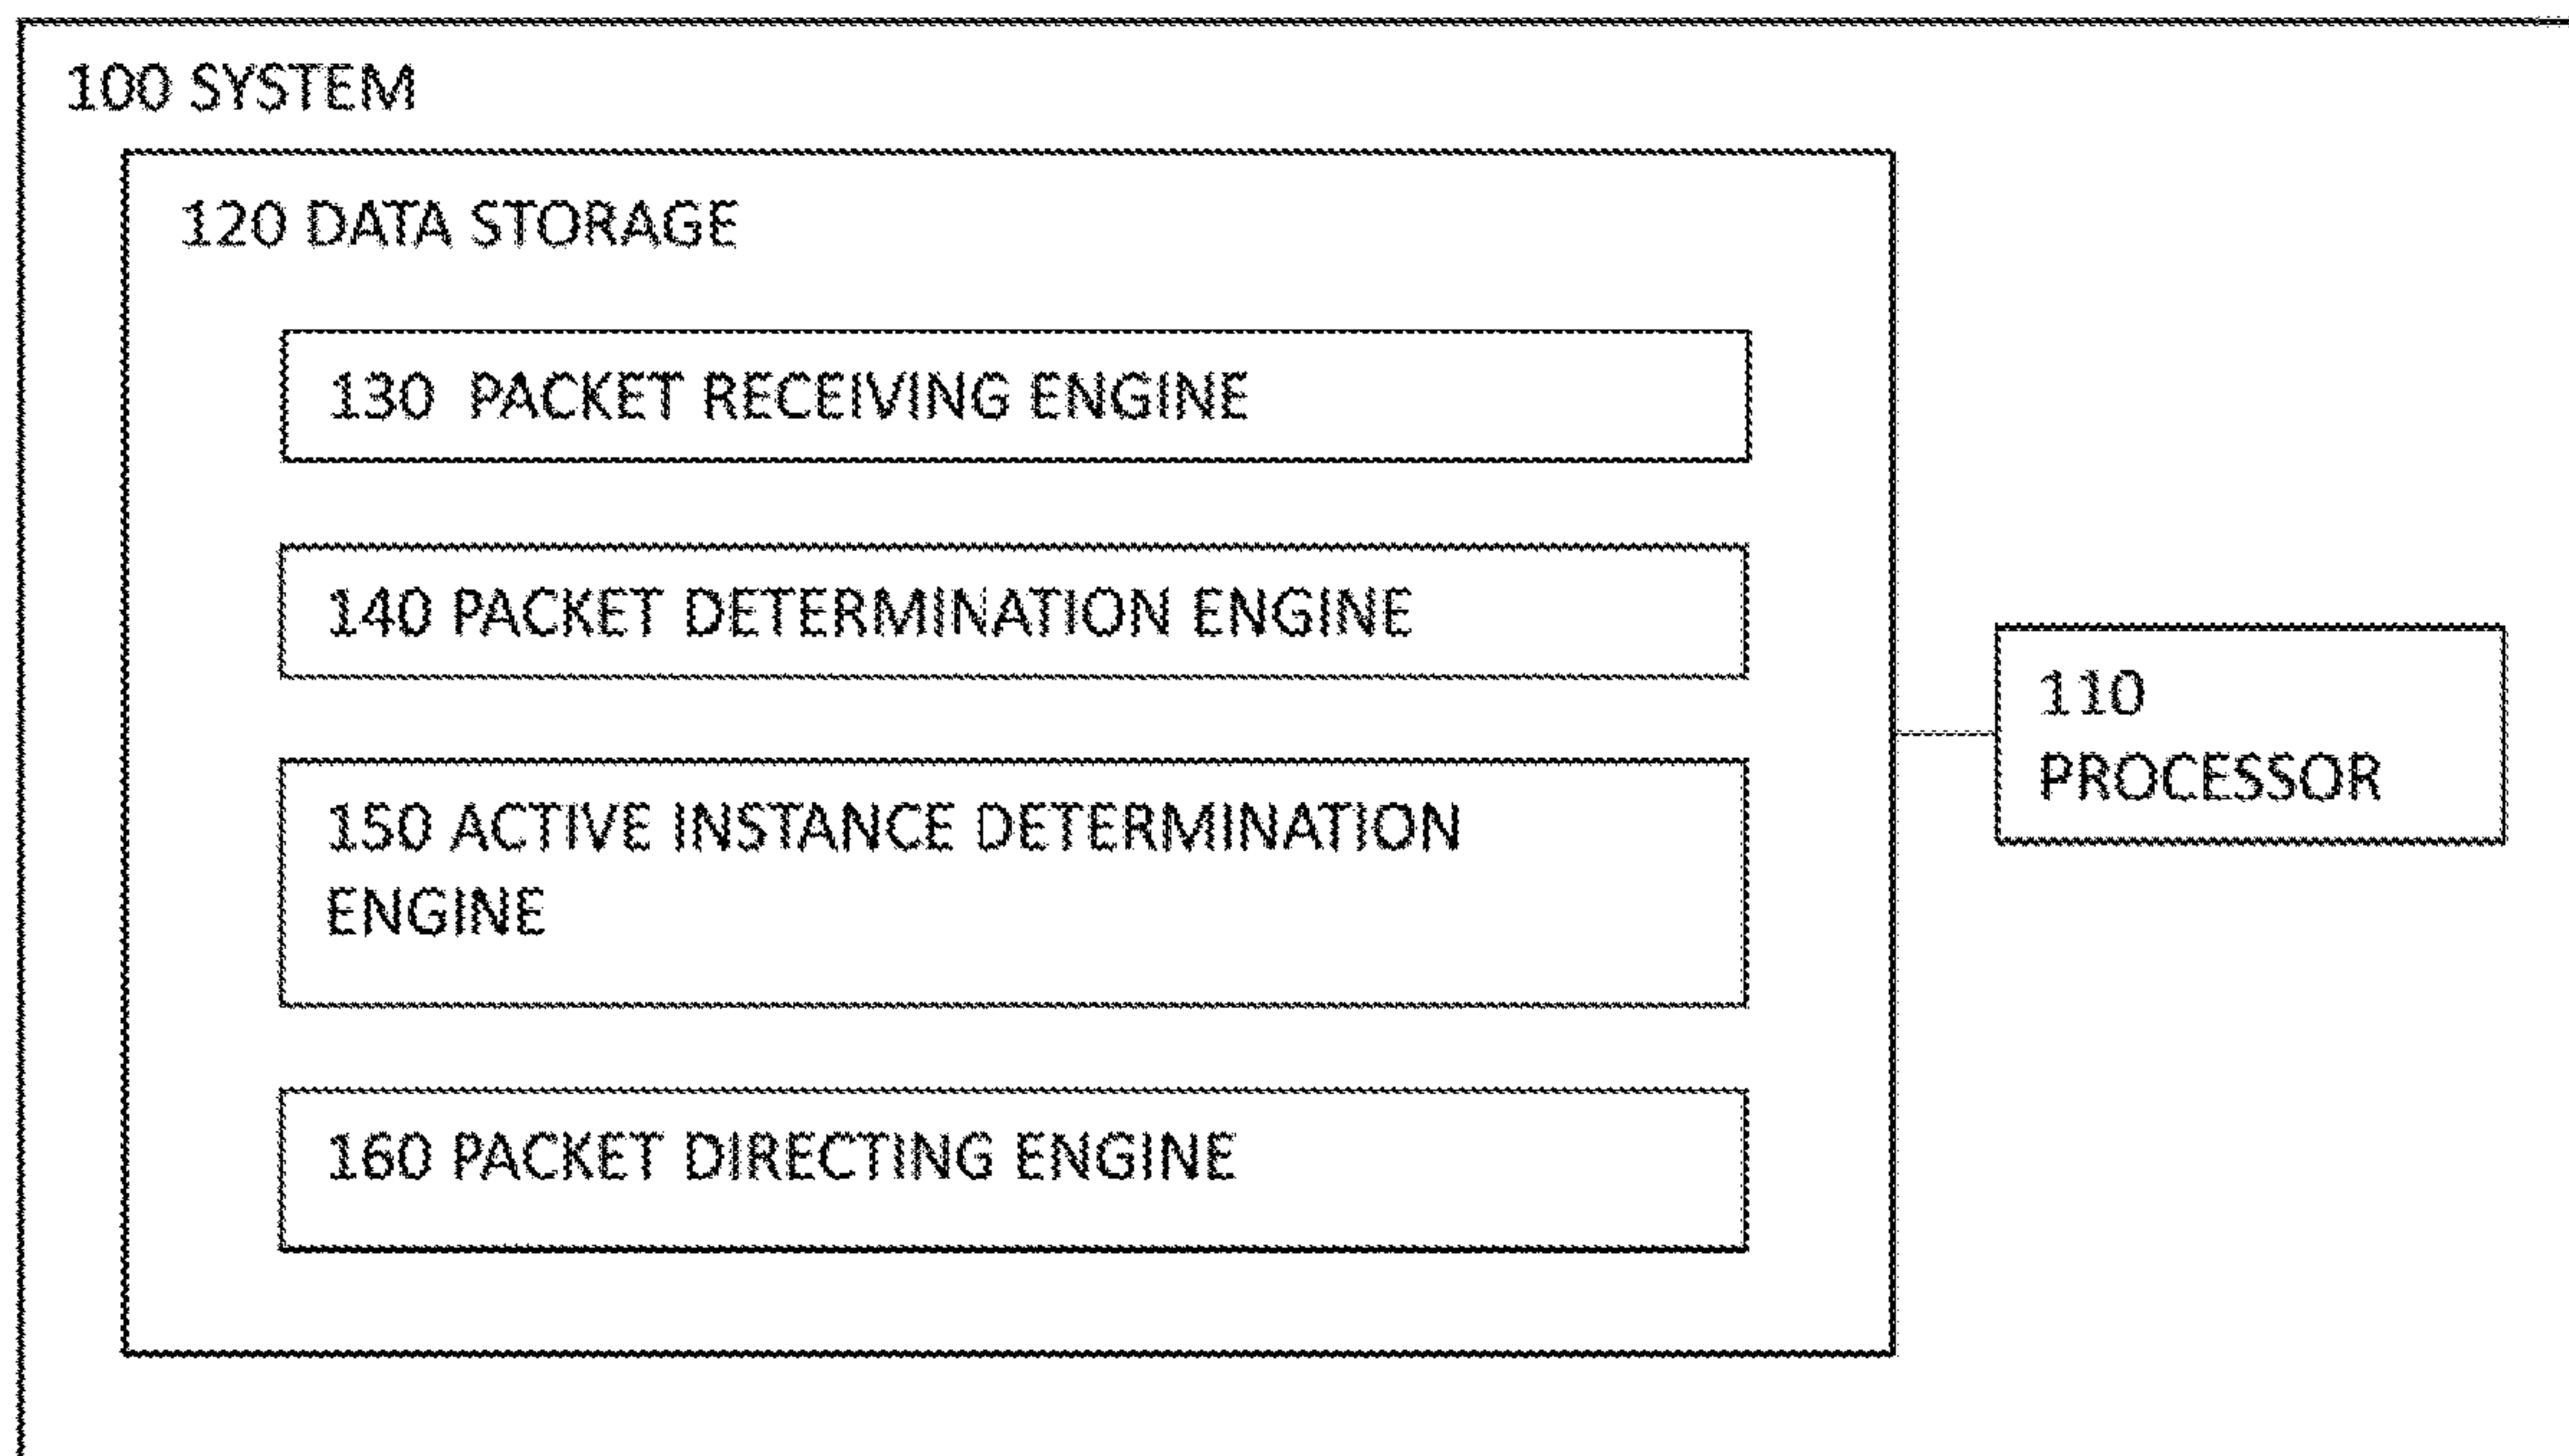 100 SYSTEM
120 DATA STORAGE
130 PACKET RECEIVING ENGINE
140 PACKET DETERMINATION ENGINE
150 ACTIVE INSTANCE DETERMINATION
ENGINE
160 PACKET DIRECTING ENGINE
110
PROCESSOR